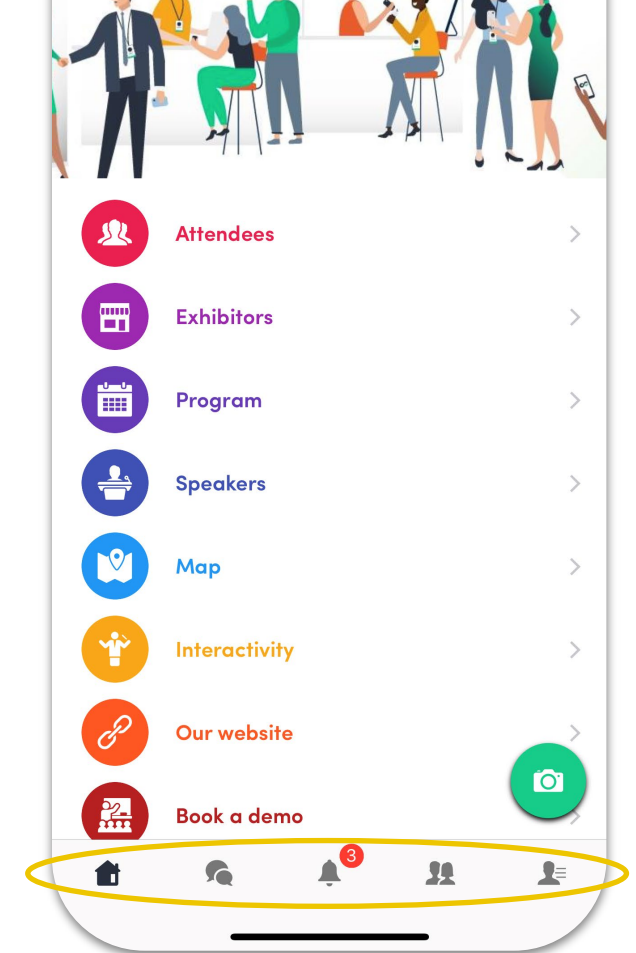 Attendees
Exhibitors
Program
Speakers
Map
Interactivity
Our website
Book a demo
3